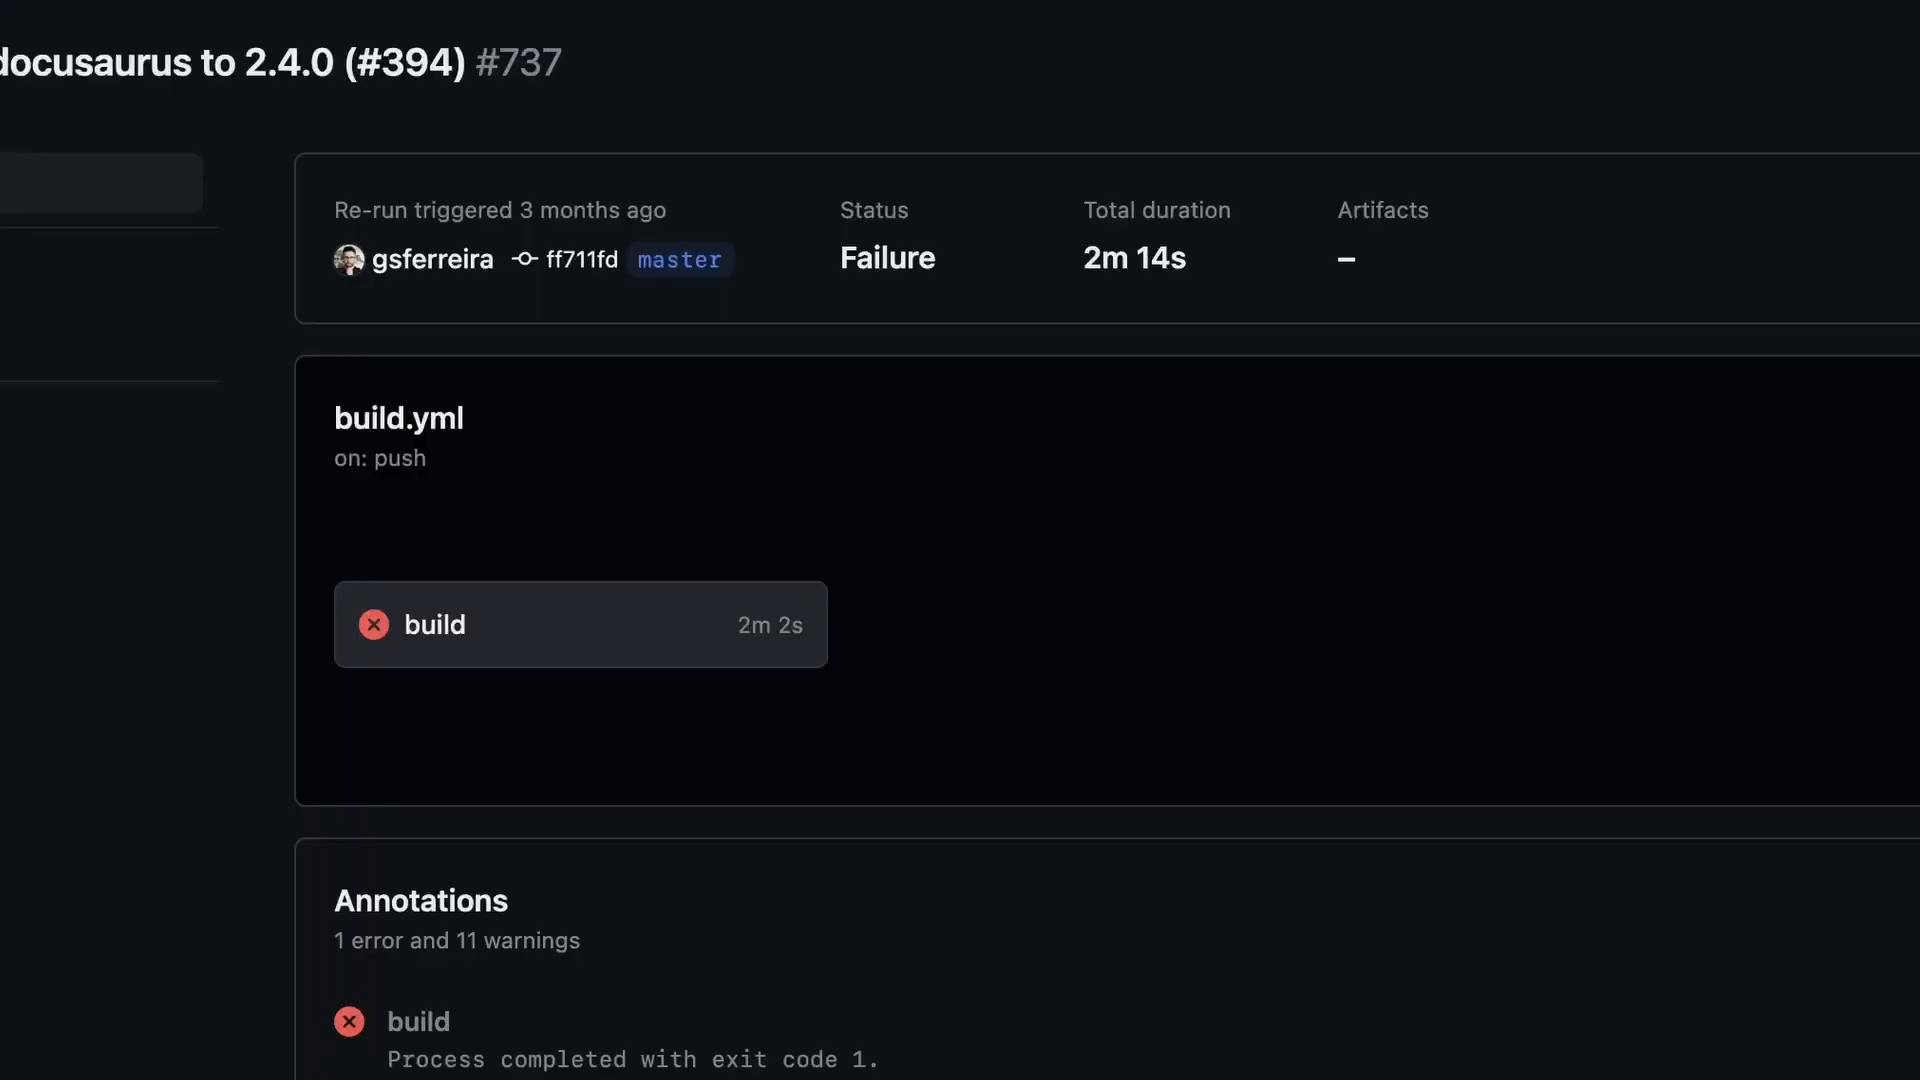 docusaurus to 2.4.0 (#394) #737
Re-run triggered 3 months ago
gsferreira ff711fd master
Status
Failure
Total duration
2m 14s
Artifacts
–
build.yml
on: push
build 2m 2s
Annotations
1 error and 11 warnings
build
Process completed with exit code 1.